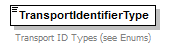 TransportIdentifierType
Transport ID Types (see Enums)